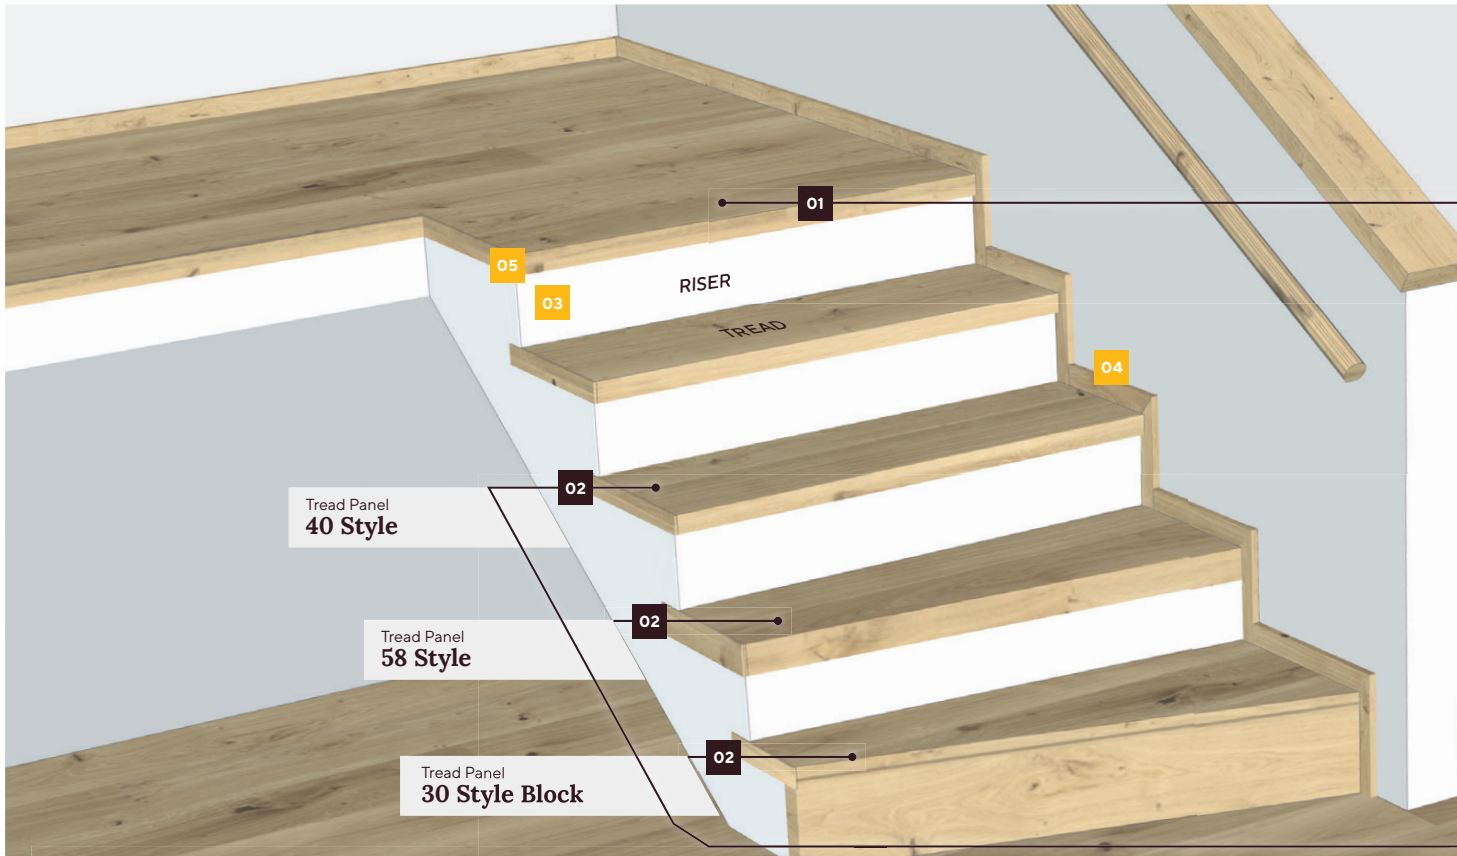 01
05
03
RISER
TREAD
04
02
Tread Panel
40 Style
02
Tread Panel
58 Style
02
Tread Panel
30 Style Block